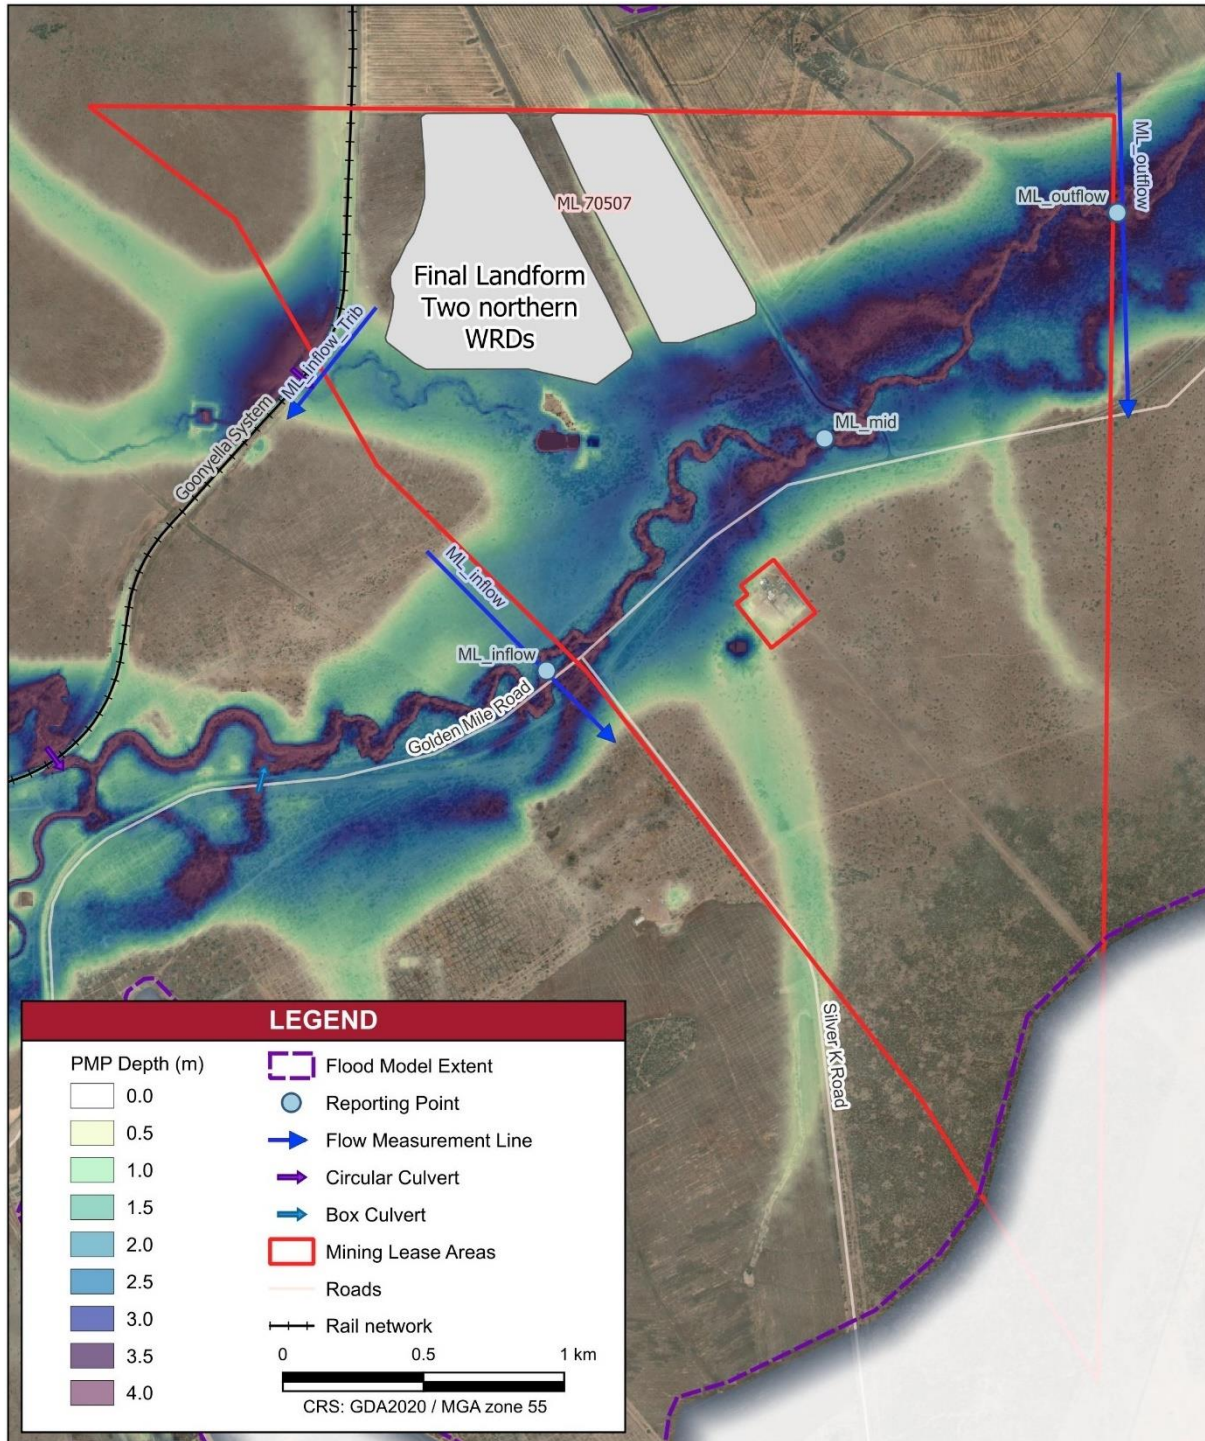 ML_outflow
ML_outflow
ML 70507
Final Landform
Two northern
WRDs
ML_inflow_Trib
Goonyella System
ML_mid
ML_inflow
ML_inflow
Golden Mile Road
Silver K Road
LEGEND
PMP Depth (m)
0.0
0.5
1.0
1.5
2.0
2.5
3.0
3.5
4.0
Flood Model Extent
Reporting Point
Flow Measurement Line
Circular Culvert
Box Culvert
Mining Lease Areas
Roads
Rail network
0 0.5 1 km
CRS: GDA2020 / MGA zone 55